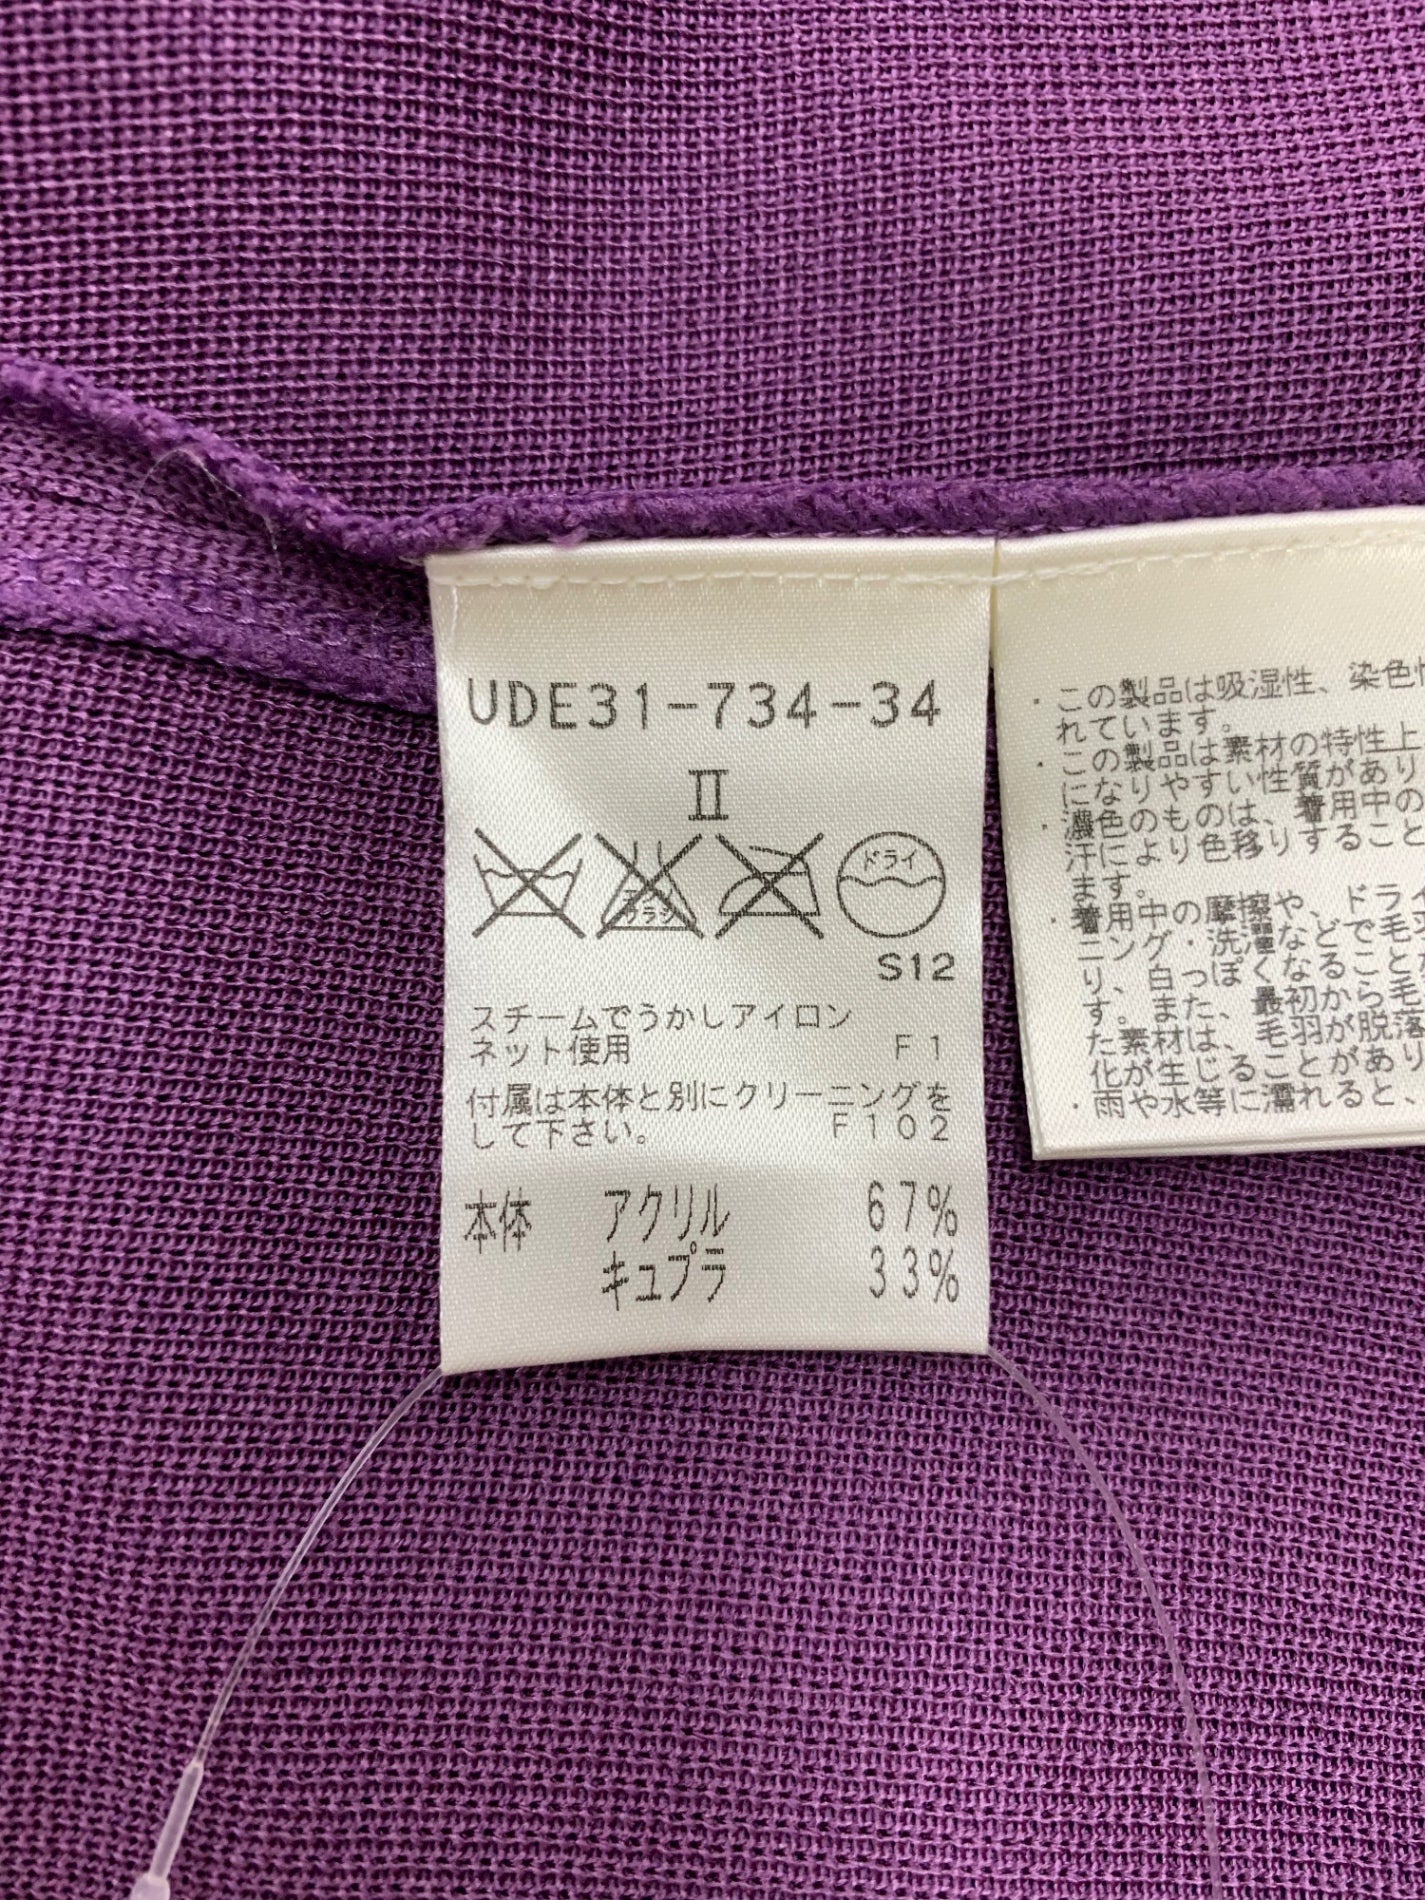 UDE31-734-34
II
エンソ
サラシ
ドライ
S12
スチームでうかしアイロン
ネット使用 F1
付属は本体と別にクリーニングを
して下さい。 F102
本体 アクリル 67%
キュプラ 33%
・この製品は吸湿性、染色
れています。
・この製品は素材の特性上
になりやすい性質があり
・濃色のものは、着用中の
汗により色移りすること
ます。
・着用中の摩擦や、ドライ
ニング・洗濯などで毛
り、白っぽくなること
す。また、最初から毛
た素材は、毛羽が脱落
化が生じることがあり
・雨や水等に濡れると、